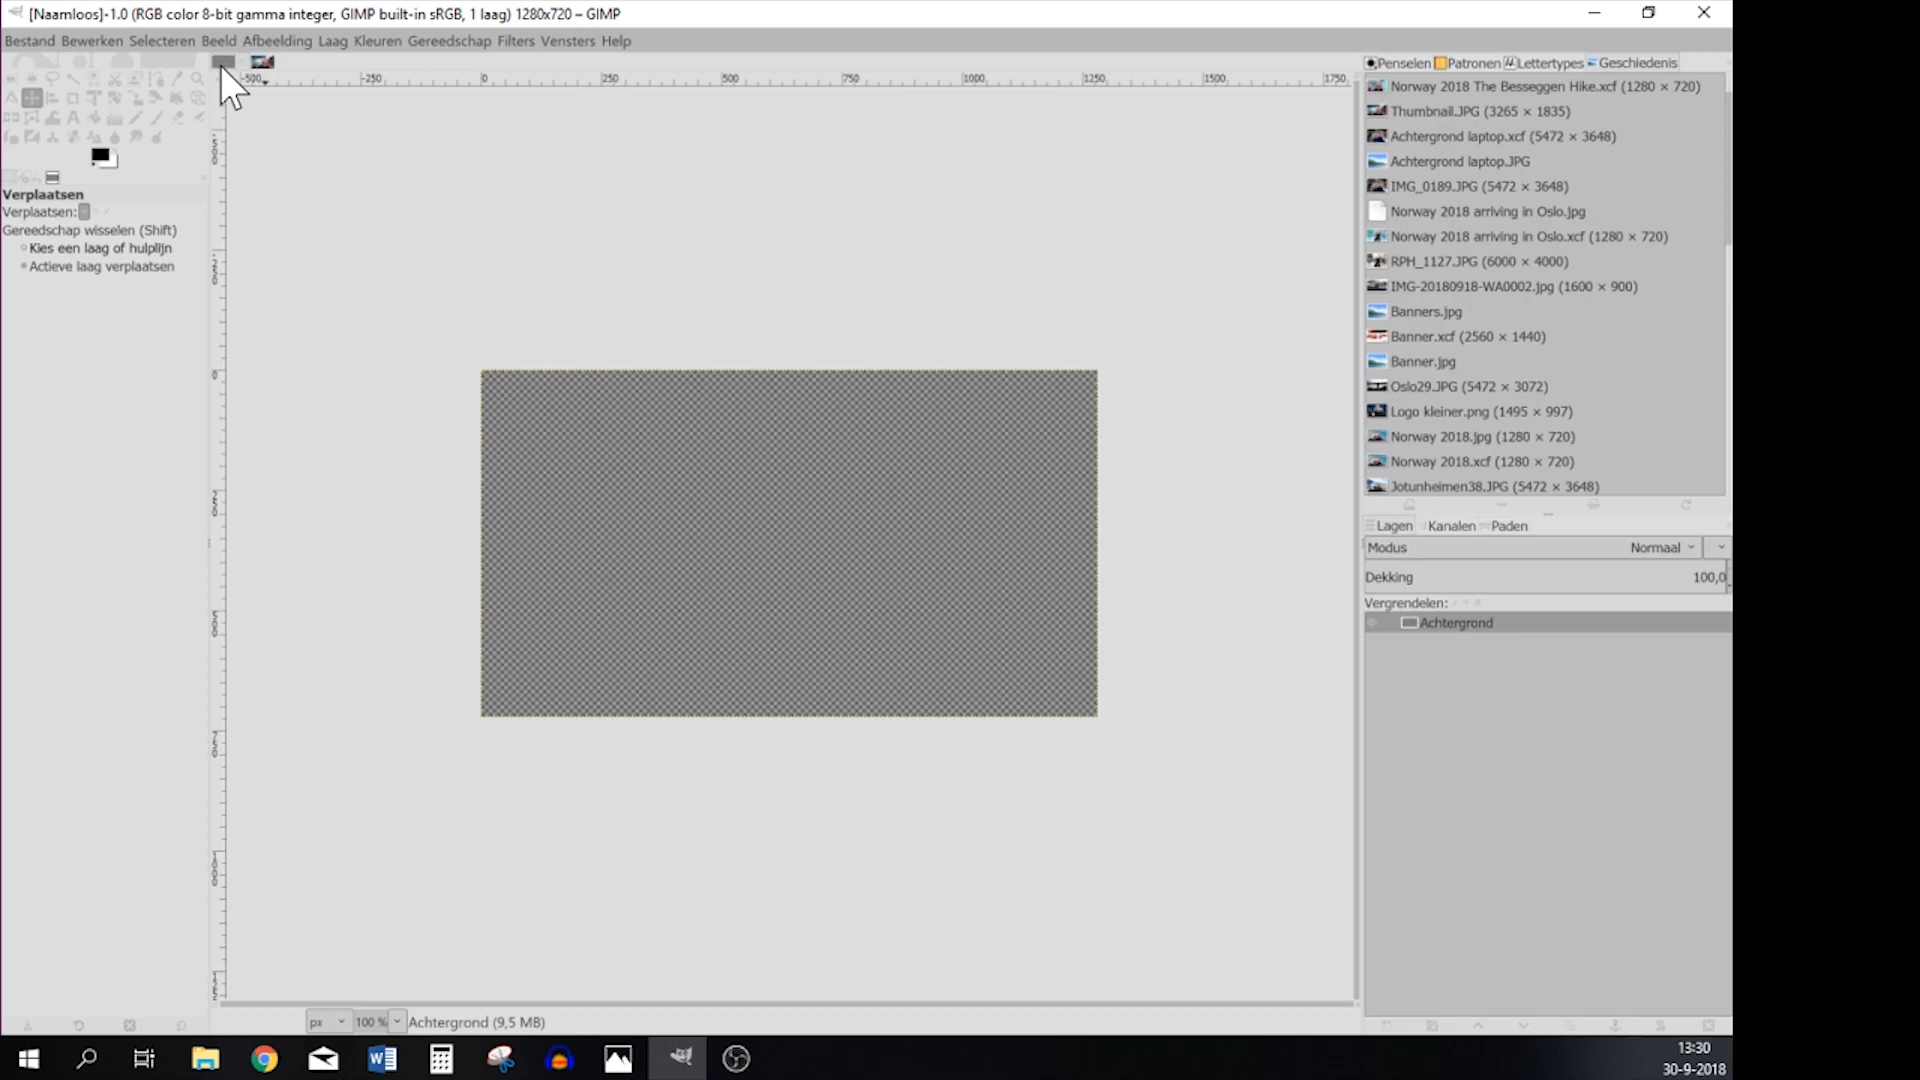 [Naamloos]-1.0 (RGB color 8-bit gamma integer, GIMP built-in sRGB, 1 laag) 1280x720 – GIMP
Bestand Bewerken Selecteren Beeld Afbeelding Laag Kleuren Gereedschap Filters Vensters Help
-500 -250 0 250 500 750 1000 1250 1500 1750
Verplaatsen
Verplaatsen:
Gereedschap wisselen (Shift)
Kies een laag of hulplijn
Actieve laag verplaatsen
Penselen Patronen Lettertypes Geschiedenis
Norway 2018 The Besseggen Hike.xcf (1280 × 720)
Thumbnail.JPG (3265 × 1835)
Achtergrond laptop.xcf (5472 × 3648)
Achtergrond laptop.JPG
IMG_0189.JPG (5472 × 3648)
Norway 2018 arriving in Oslo.jpg
Norway 2018 arriving in Oslo.xcf (1280 × 720)
RPH_1127.JPG (6000 × 4000)
IMG-20180918-WA0002.jpg (1600 × 900)
Banners.jpg
Banner.xcf (2560 × 1440)
Banner.jpg
Oslo29.JPG (5472 × 3072)
Logo kleiner.png (1495 × 997)
Norway 2018.jpg (1280 × 720)
Norway 2018.xcf (1280 × 720)
Jotunheimen38.JPG (5472 × 3648)
Lagen Kanalen Paden
Modus Normaal
Dekking 100,0
Vergrendelen:
Achtergrond
px 100 % Achtergrond (9,5 MB)
13:30
30-9-2018